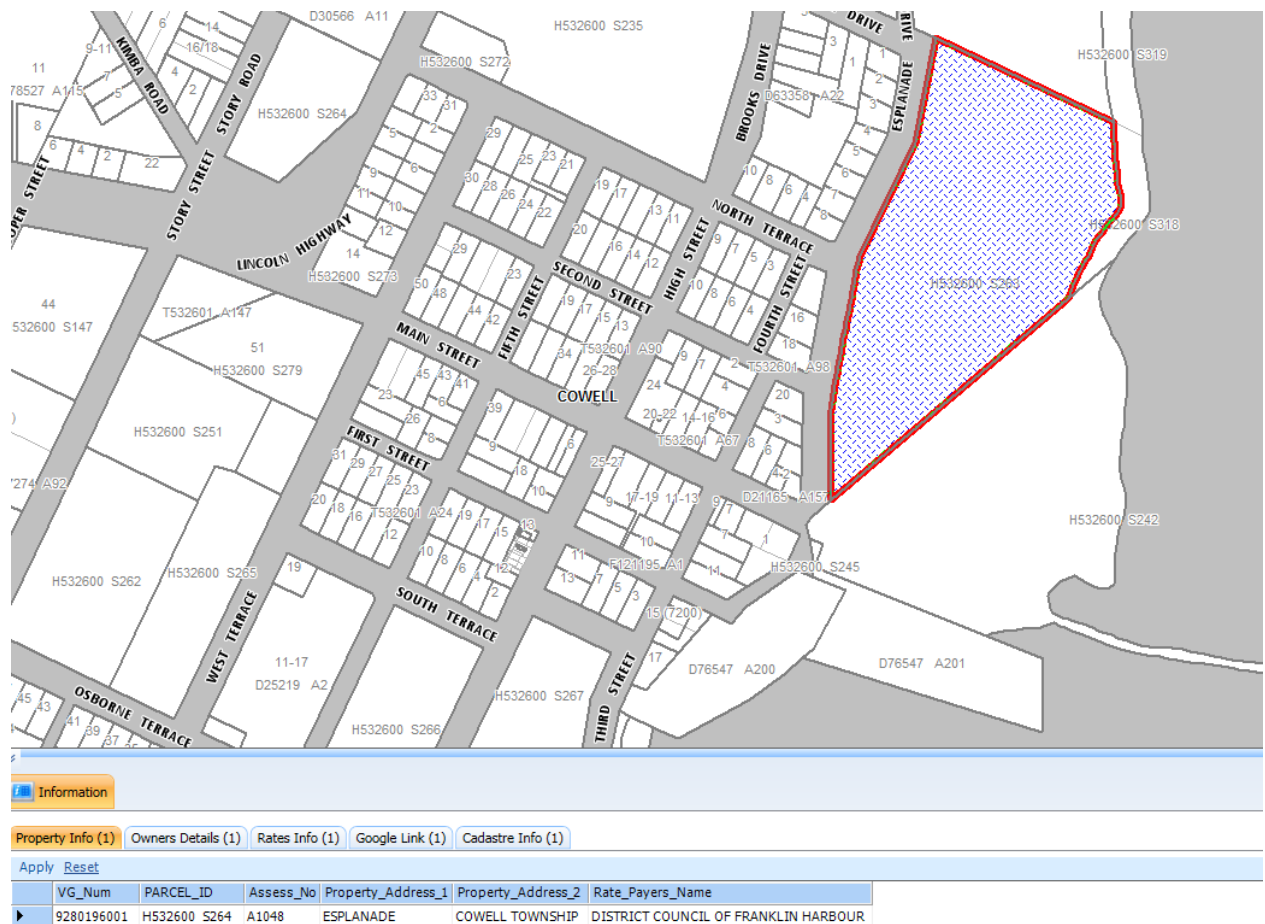 D30566 A11
H532600 S235
DRIVE
DRIVE
6
14
16/18
9-11
KIMBA ROAD
11
78527 A115
7
5
4
2
STORY ROAD
H532600 S264
H532600 S272
H532600 S319
BROOKS DRIVE
3
1
1
2
3
4
D63358 A22
ESPLANADE
8
6
4
2
22
OPER STREET
STORY STREET
33
31
2
5
4
9
6
11
10
12
14
LINCOLN HIGHWAY
H532600 S273
29
25
23
21
30
28
26
24
22
19
17
13
11
20
16
14
12
10
8
6
4
5
6
7
8
NORTH TERRACE
HIGH STREET
9
7
5
3
10
8
6
4
FOURTH STREET
16
18
H532600 S318
29
23
50
48
44
42
FIFTH STREET
SECOND STREET
19
17
15
13
34
T532601 A90
26-28
44
532600 S147
T532601 A147
51
H532600 S279
MAIN STREET
COWELL
9
7
2
4
24
20-22
14-16
6
T532601 A67
T532601 A98
20
3
8
6
4-2
D21165 A157
45
43
41
6
23
26
8
39
9
18
10
6
H532600 S251
FIRST STREET
7274 A92
31
29
27
25
23
20
18
16
12
T532601 A24
19
17
15
13
10
8
6
4
2
12
25-27
17-19
11-13
9
10
9
7
7
1
11
H532600 S245
H532600 S242
F121195 A1
11
13
7
5
3
H532600 S262
H532600 S265
19
SOUTH TERRACE
WEST TERRACE
15 (7200)
17
D76547 A200
D76547 A201
11-17
D25219 A2
H532600 S267
H532600 S266
THIRD STREET
45
43
41
39
37
OSBORNE TERRACE
Information
Property Info (1) Owners Details (1) Rates Info (1) Google Link (1) Cadastre Info (1)
Apply Reset
VG_Num PARCEL_ID Assess_No Property_Address_1 Property_Address_2 Rate_Payers_Name
9280196001 H532600 S264 A1048 ESPLANADE COWELL TOWNSHIP DISTRICT COUNCIL OF FRANKLIN HARBOUR